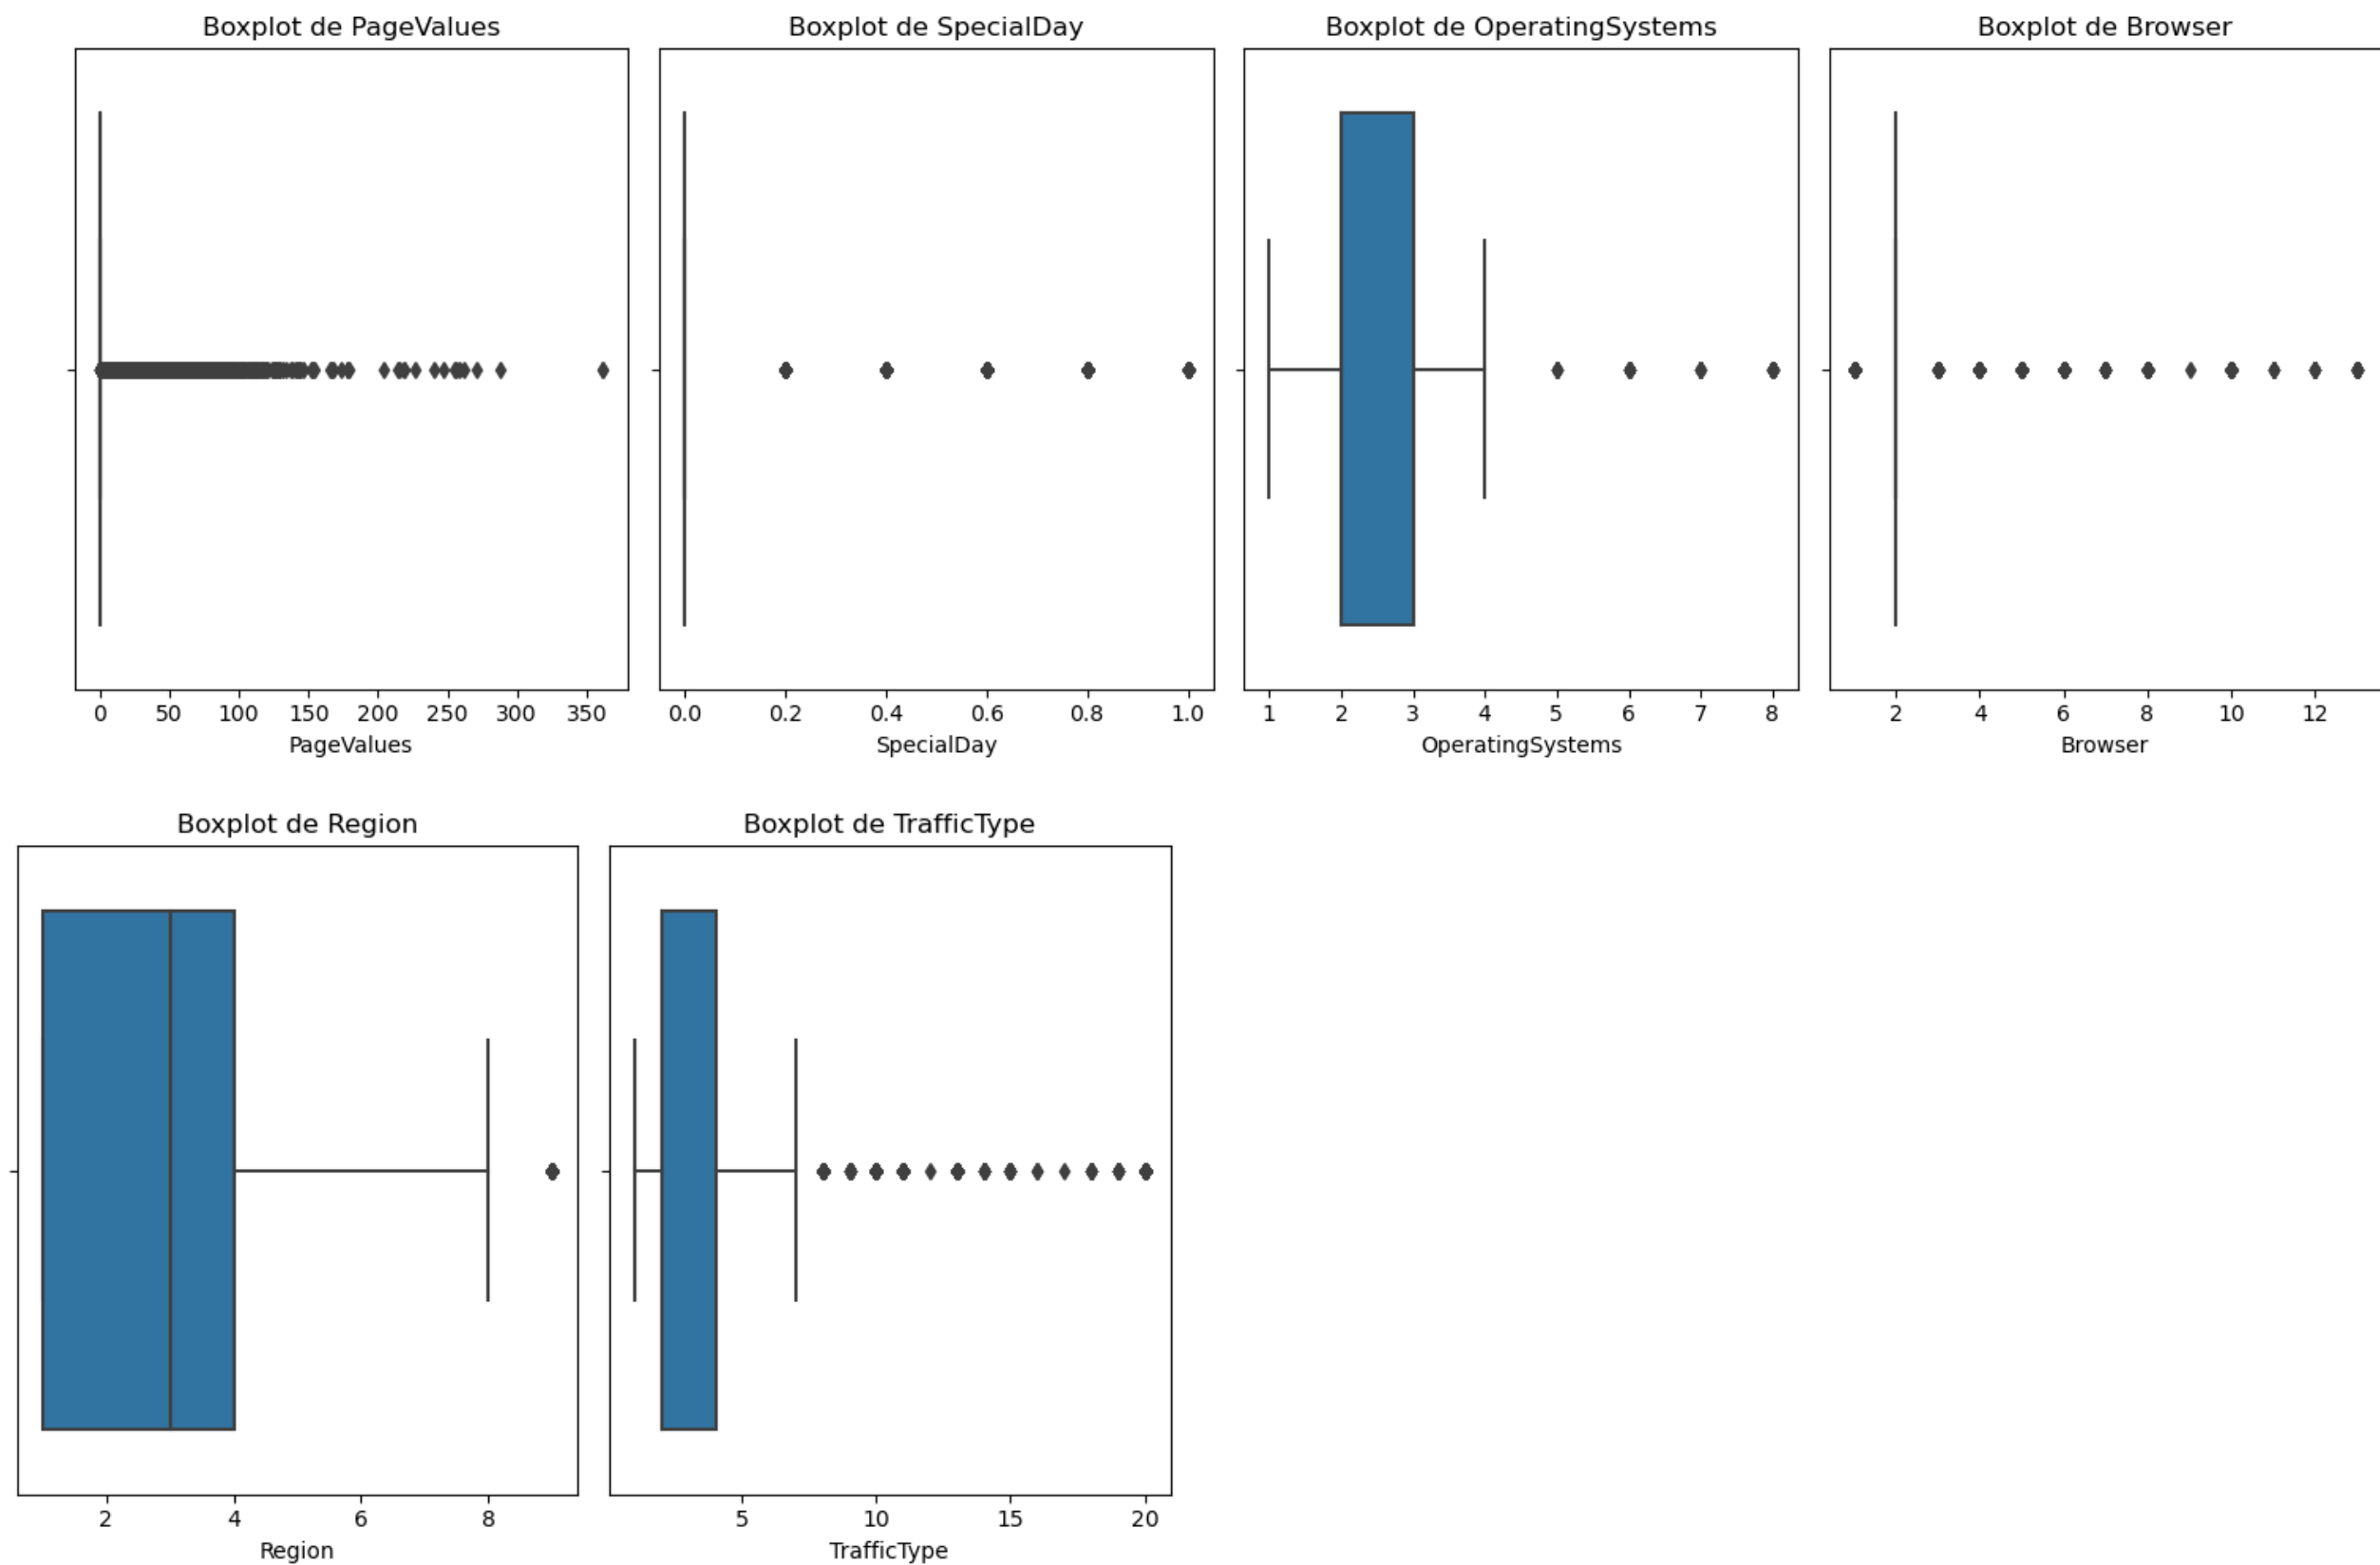 Boxplot de PageValues
0 50 100 150 200 250 300 350
PageValues
Boxplot de SpecialDay
0.0 0.2 0.4 0.6 0.8 1.0
SpecialDay
Boxplot de OperatingSystems
1 2 3 4 5 6 7 8
OperatingSystems
Boxplot de Browser
2 4 6 8 10 12
Browser
Boxplot de Region
2 4 6 8
Region
Boxplot de TrafficType
5 10 15 20
TrafficType